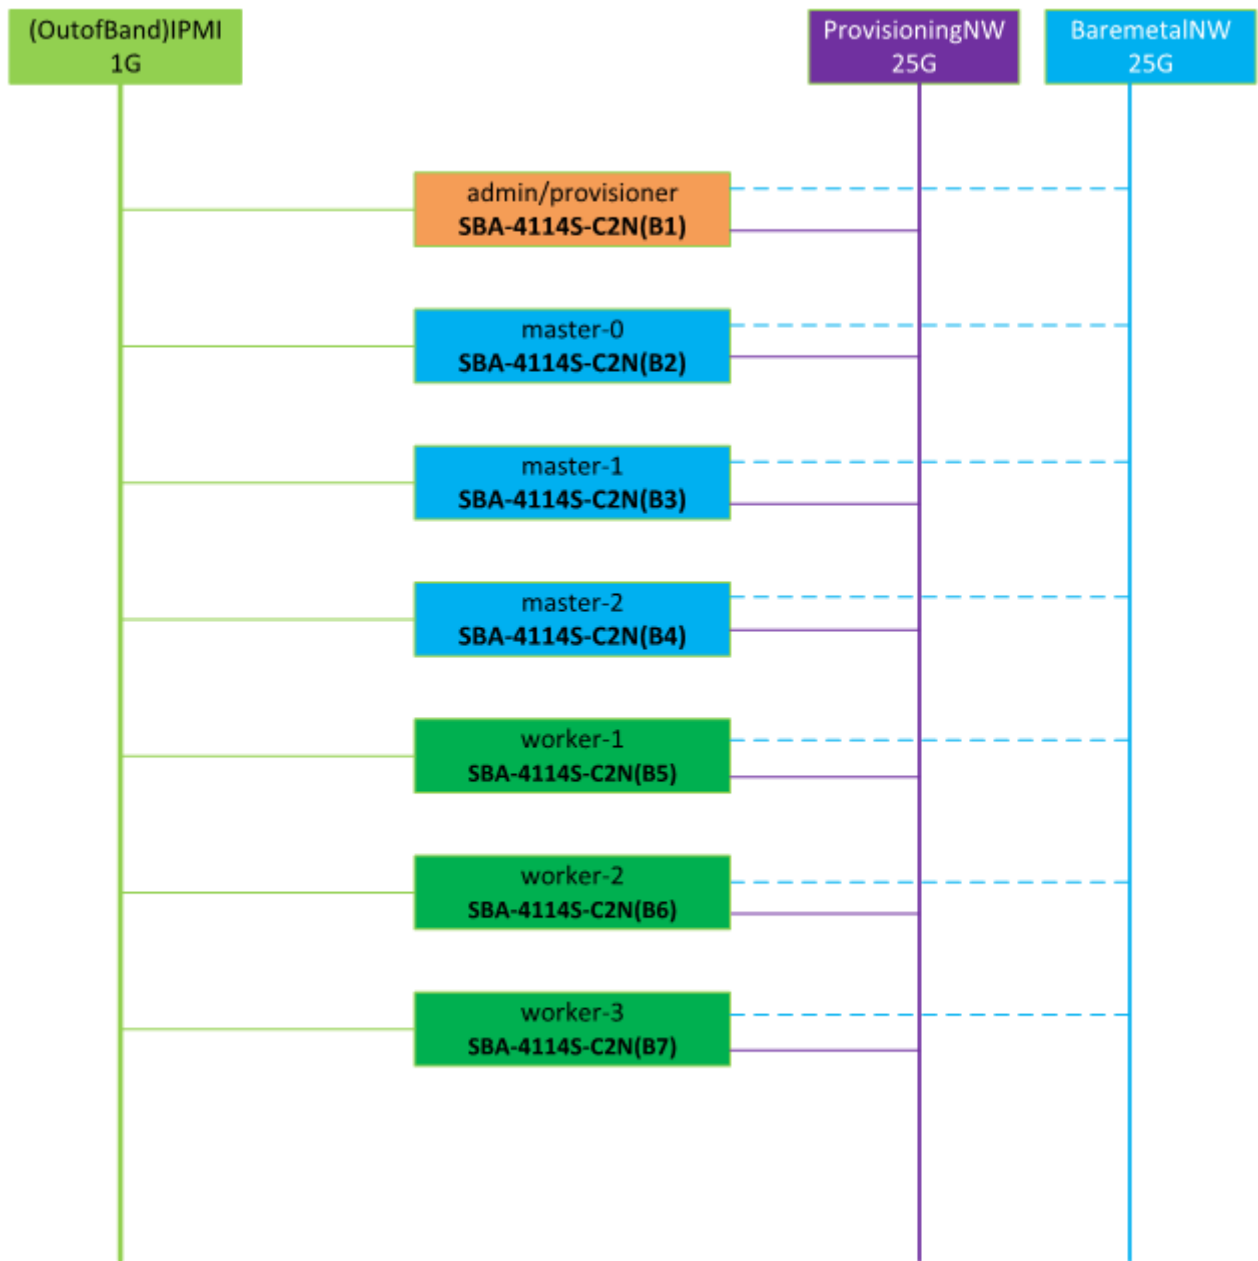 (OutofBand)IPMI
1G
ProvisioningNW
25G
BaremetalNW
25G
admin/provisioner
SBA-4114S-C2N(B1)
master-0
SBA-4114S-C2N(B2)
master-1
SBA-4114S-C2N(B3)
master-2
SBA-4114S-C2N(B4)
worker-1
SBA-4114S-C2N(B5)
worker-2
SBA-4114S-C2N(B6)
worker-3
SBA-4114S-C2N(B7)